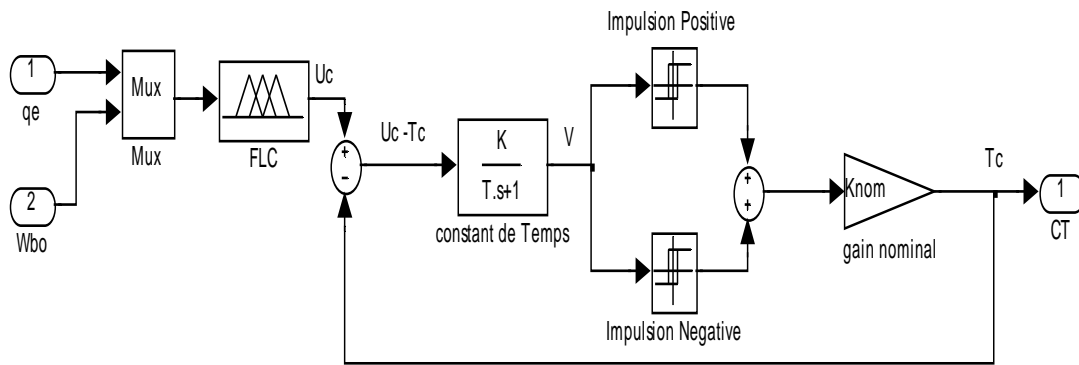 Impulsion Positive
1
qe
Mux
Mux
Uc
FLC
+
-
Uc -Tc
K
T.s+1
constant de Temps
V
+
+
Knom
gain nominal
Tc
1
CT
2
Wbo
Impulsion Negative